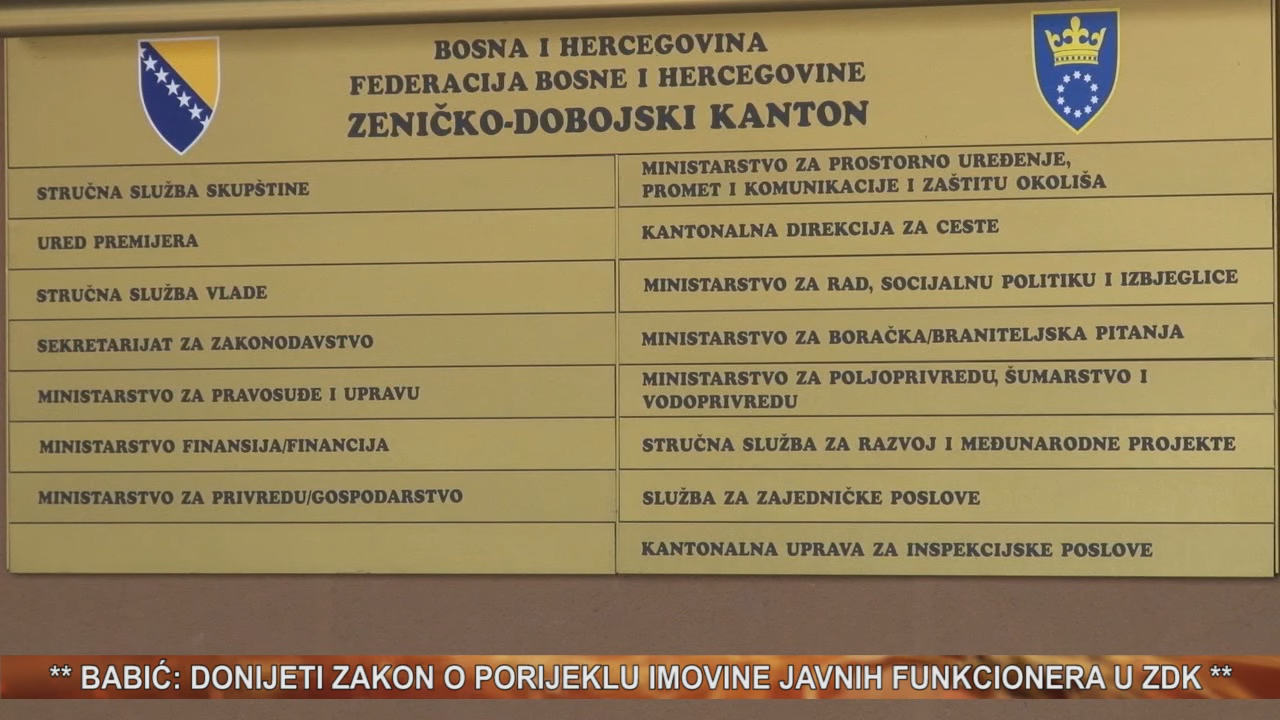 BOSNA I HERCEGOVINA
FEDERACIJA BOSNE I HERCEGOVINE
ZENIČKO-DOBOJSKI KANTON
STRUČNA SLUŽBA SKUPŠTINE
URED PREMIJERA
STRUČNA SLUŽBA VLADE
SEKRETARIJAT ZA ZAKONODAVSTVO
MINISTARSTVO ZA PRAVOSUĐE I UPRAVU
MINISTARSTVO FINANSIJA/FINANCIJA
MINISTARSTVO ZA PRIVREDU/GOSPODARSTVO
MINISTARSTVO ZA PROSTORNO UREĐENJE,
PROMET I KOMUNIKACIJE I ZAŠTITU OKOLIŠA
KANTONALNA DIREKCIJA ZA CESTE
MINISTARSTVO ZA RAD, SOCIJALNU POLITIKU I IZBJEGLICE
MINISTARSTVO ZA BORAČKA/BRANITELJSKA PITANJA
MINISTARSTVO ZA POLJOPRIVREDU, ŠUMARSTVO I
VODOPRIVREDU
STRUČNA SLUŽBA ZA RAZVOJ I MEĐUNARODNE PROJEKTE
SLUŽBA ZA ZAJEDNIČKE POSLOVE
KANTONALNA UPRAVA ZA INSPEKCIJSKE POSLOVE
** BABIĆ: DONIJETI ZAKON O PORIJEKLU IMOVINE JAVNIH FUNKCIONERA U ZDK **